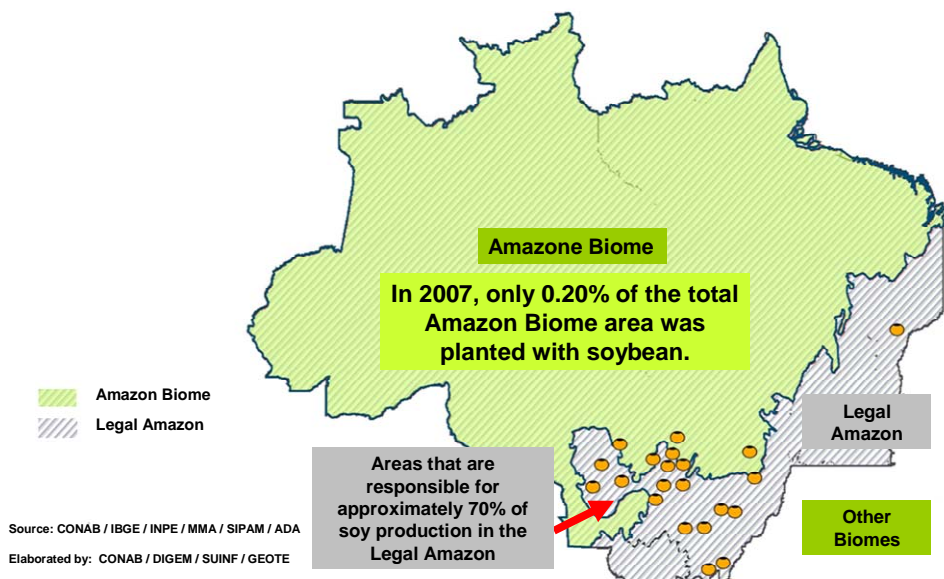 Amazone Biome
In 2007, only 0.20% of the total
Amazon Biome area was
planted with soybean.
Amazon Biome
Legal Amazon
Legal
Amazon
Areas that are
responsible for
approximately 70% of
soy production in the
Legal Amazon
Other
Biomes
Source: CONAB / IBGE / INPE / MMA / SIPAM / ADA
Elaborated by: CONAB / DIGEM / SUINF / GEOTE